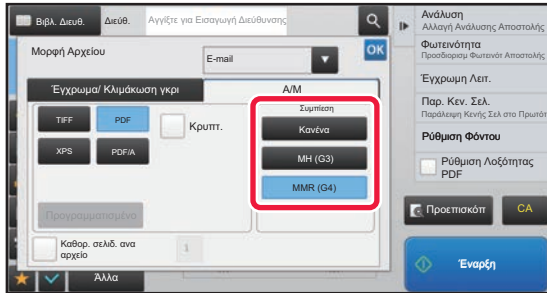 Βιβλ. Διευθ.
Διεύθ.
Αγγίξτε για Εισαγωγή Διεύθυνσης
Μορφή Αρχείου
E-mail
OK
Έγχρωμα/ Κλιμάκωση γκρι
Α/Μ
TIFF
PDF
Κρυπτ.
XPS
PDF/A
Προγραμματισμένο
Καθορ. σελιδ. ανα
αρχείο
1
Συμπίεση
Κανένα
MH (G3)
MMR (G4)
Άλλα
Ανάλυση
Αλλαγή Ανάλυσης Αποστολής
Φωτεινότητα
Προσδιορισμ Φωτεινότ Αποστολής
Έγχρωμη Λειτ.
Παρ. Κεν. Σελ.
Παράλειψη Κενής Σελ στο Πρωτότ
Ρύθμιση Φόντου
Ρύθμιση Λοξότητας
PDF
Προεπισκόπ
CA
Έναρξη